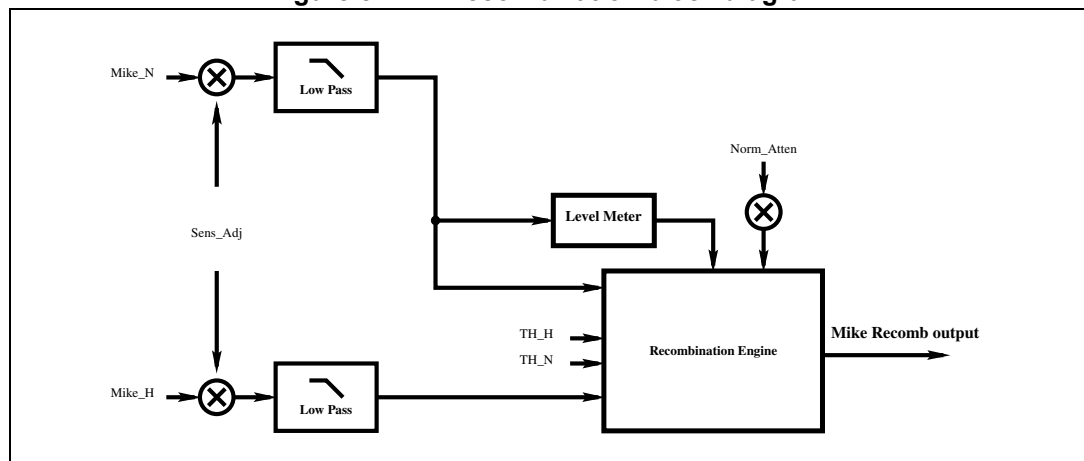 Mike_N
Low Pass
Norm_Atten
Level Meter
Sens_Adj
TH_H
TH_N
Recombination Engine
Mike Recomb output
Mike_H
Low Pass